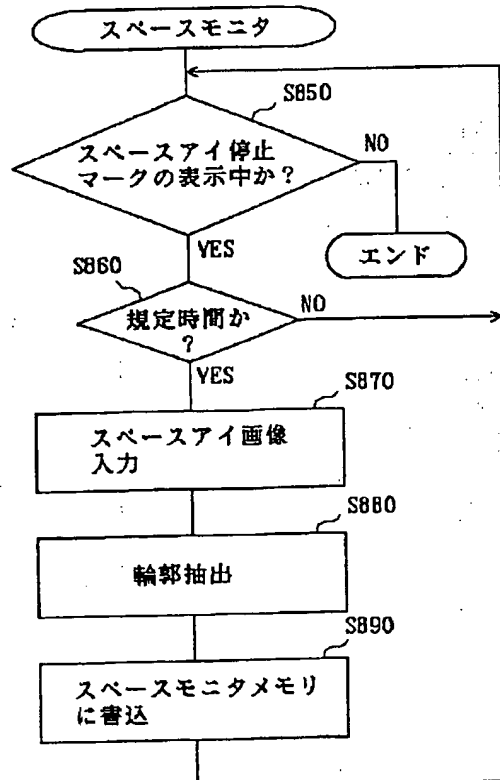 スペースモニタ
S850
スペースアイ停止
マークの表示中か?
NO
エンド
YES
S860
規定時間か
?
NO
YES
S870
スペースアイ画像
入力
S880
輪郭抽出
S890
スペースモニタメモリ
に書込